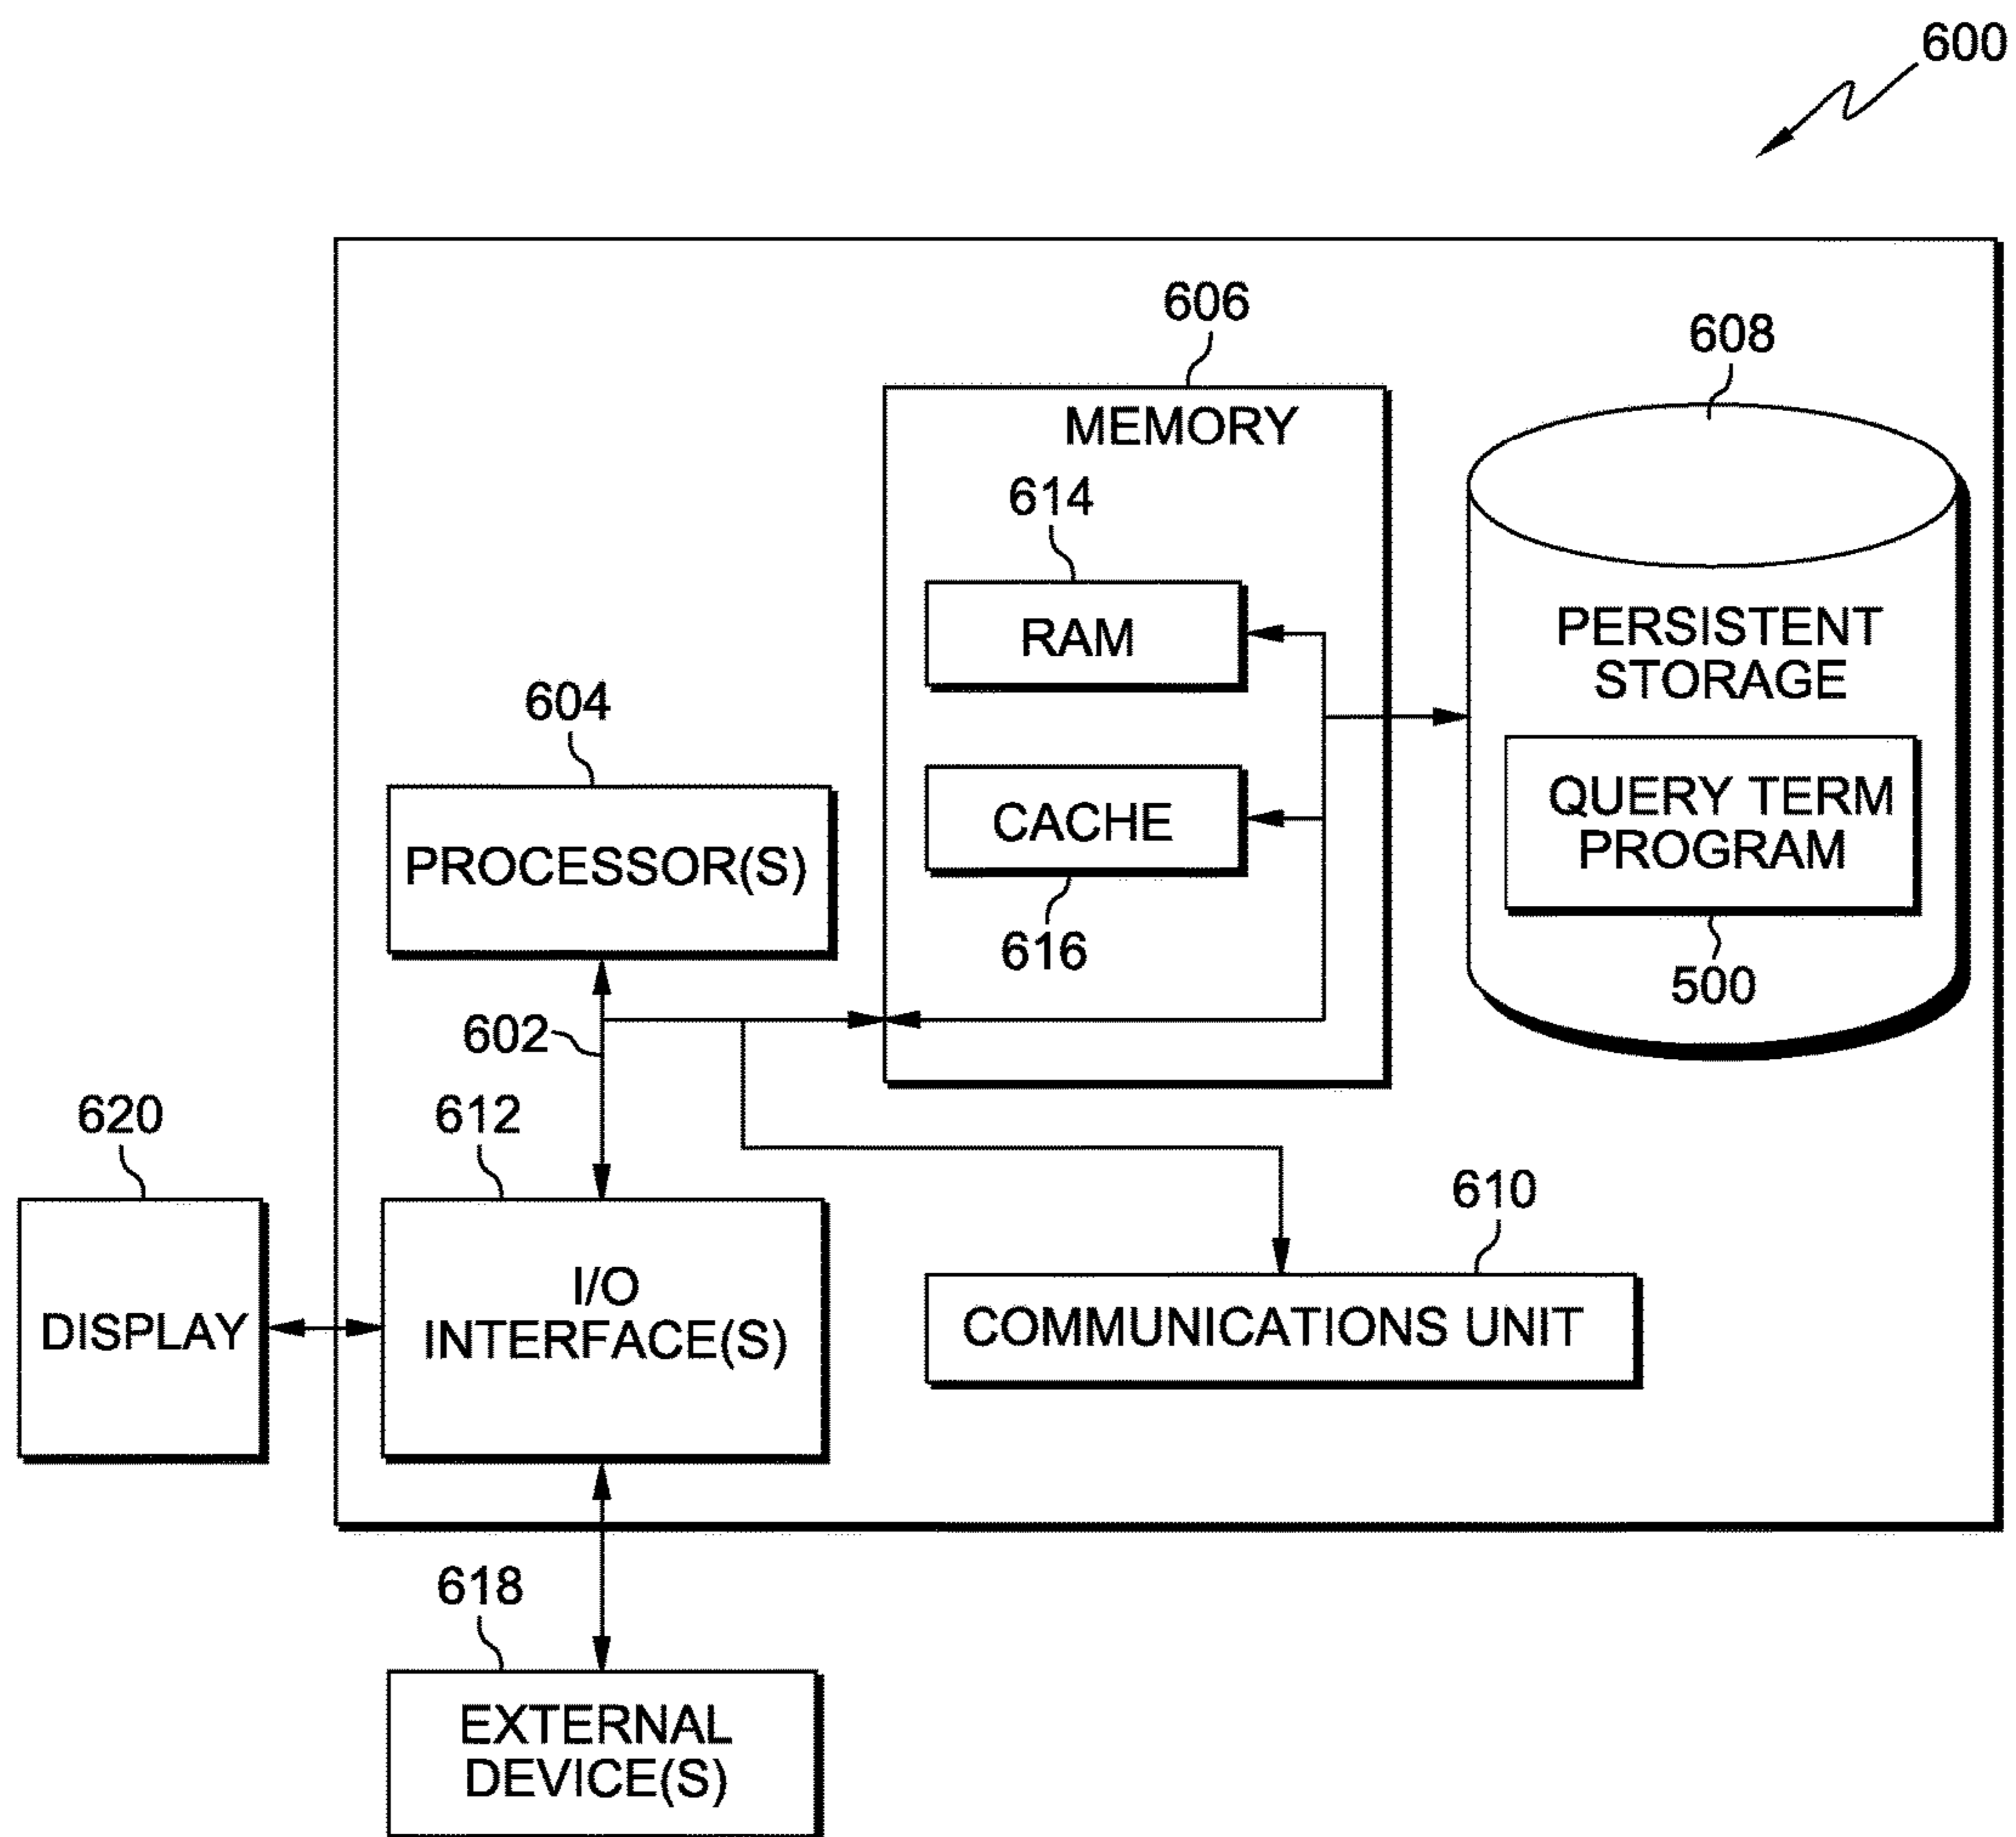 600
606
608
MEMORY
614
RAM
PERSISTENT
STORAGE
604
CACHE
QUERY TERM
PROGRAM
PROCESSOR(S)
616
500
602
620
612
610
I/O
INTERFACE(S)
DISPLAY
COMMUNICATIONS UNIT
618
EXTERNAL
DEVICE(S)